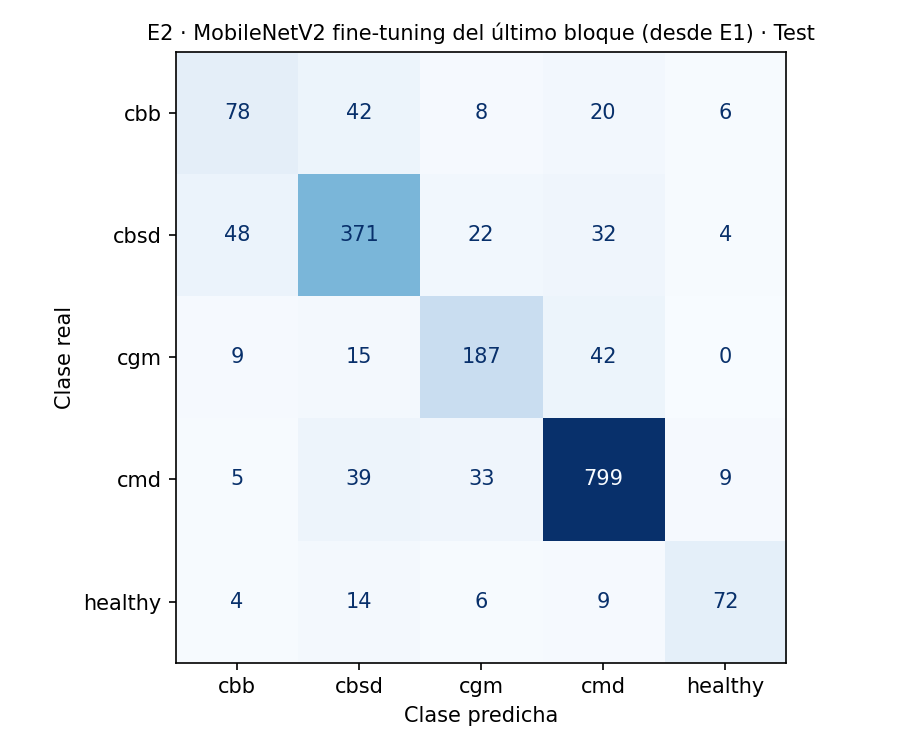 E2 · MobileNetV2 fine-tuning del último bloque (desde E1) · Test
cbb 78 42 8 20 6
cbsd 48 371 22 32 4
cgm 9 15 187 42 0
cmd 5 39 33 799 9
healthy 4 14 6 9 72
Clase real
cbb cbsd cgm cmd healthy
Clase predicha